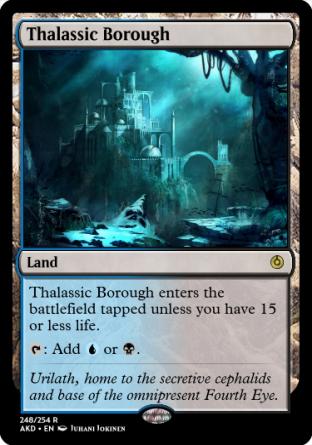 Thalassic Borough
Land
Thalassic Borough enters the
battlefield tapped unless you have 15
or less life.
: Add or .
Urilath, home to the secretive cephalids
and base of the omnipresent Fourth Eye.
248/254 R
AKD • EN Juhani Jokinen